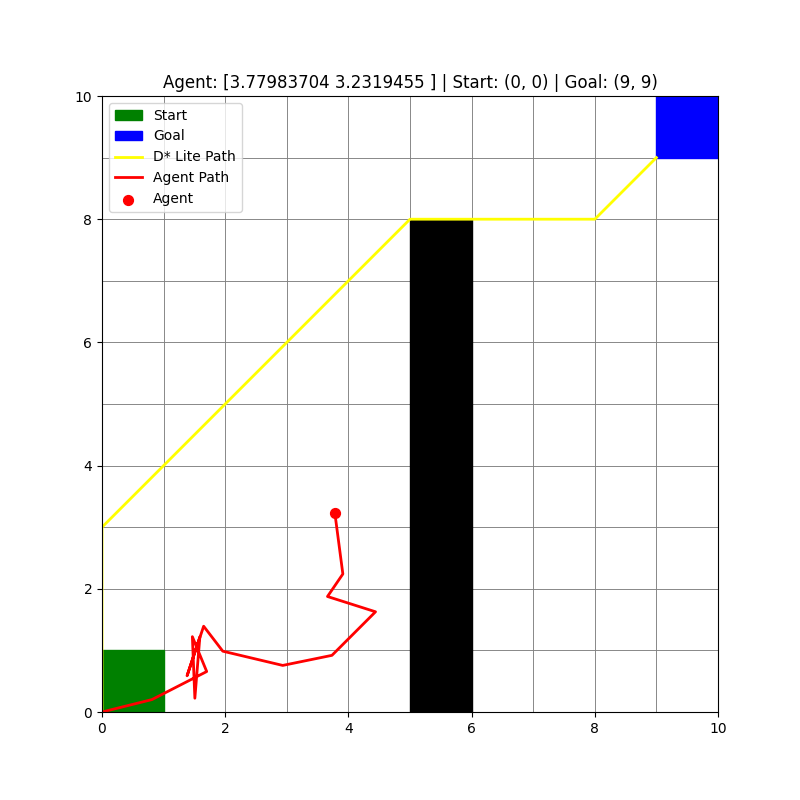 Agent: [3.77983704 3.2319455 ] | Start: (0, 0) | Goal: (9, 9)
Start
Goal
D* Lite Path
Agent Path
Agent
10
8
6
4
2
0
0 2 4 6 8 10